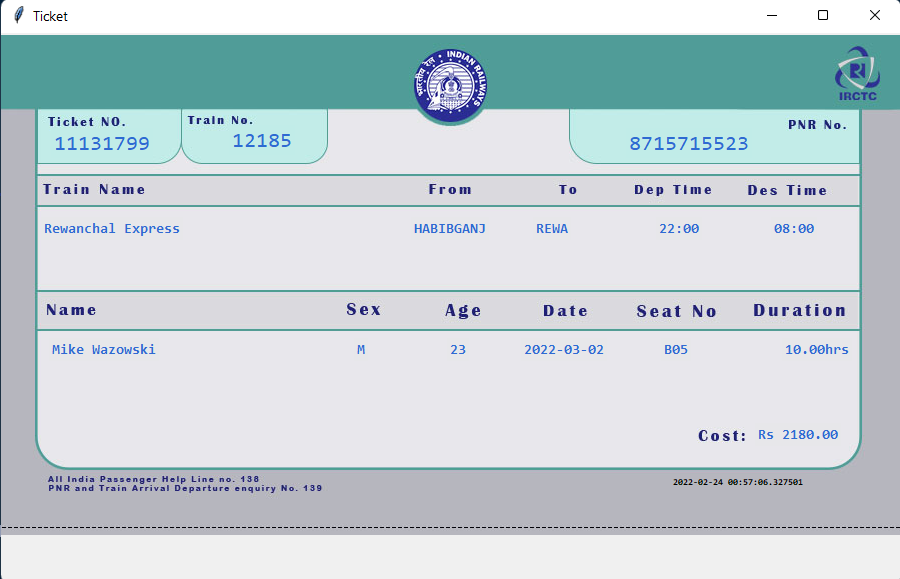 Ticket
भारतीय रेल • INDIAN RAILWAYS
IRCTC
Ticket NO. Train No. PNR No.
11131799 12185 8715715523
Train Name From To Dep Time Des Time
Rewanchal Express HABIBGANJ REWA 22:00 08:00
Name Sex Age Date Seat No Duration
Mike Wazowski M 23 2022-03-02 B05 10.00hrs
Cost: Rs 2180.00
All India Passenger Help Line no. 138
PNR and Train Arrival Departure enquiry No. 139
2022-02-24 00:57:06.327501